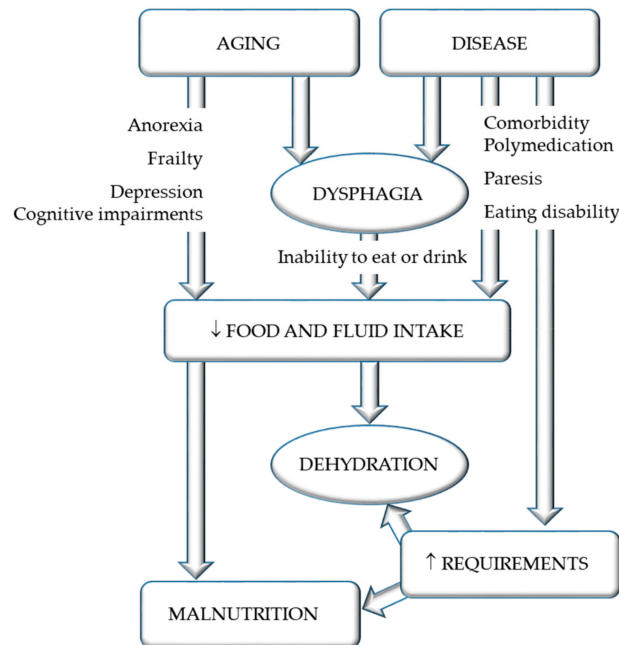 AGING
DISEASE
Anorexia
Frailty
Depression
Cognitive impairments
Comorbidity
Polymedication
Paresis
Eating disability
DYSPHAGIA
Inability to eat or drink
↓ FOOD AND FLUID INTAKE
DEHYDRATION
↑ REQUIREMENTS
MALNUTRITION